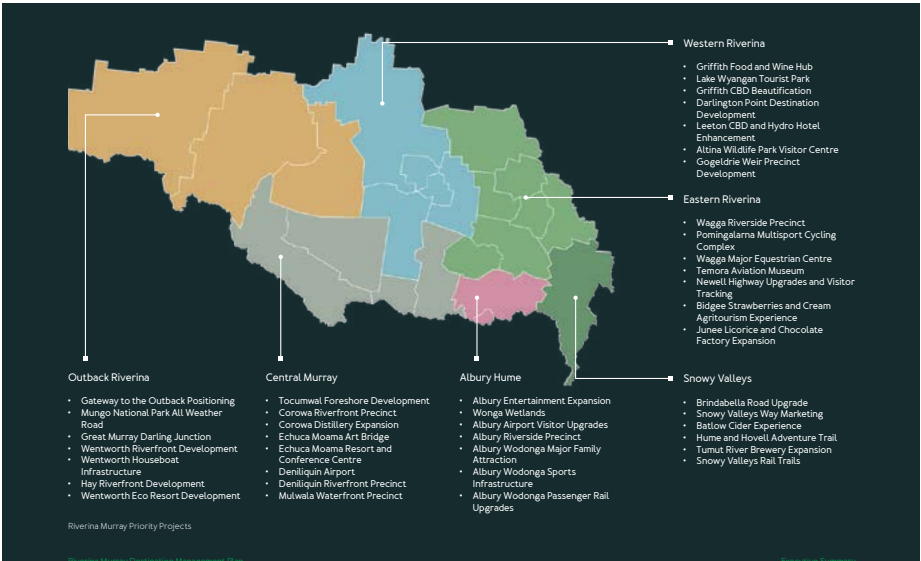 Western Riverina
• Griffith Food and Wine Hub
• Lake Wyangan Tourist Park
• Griffith CBD Beautification
• Darlington Point Destination
Development
• Leeton CBD and Hydro Hotel
Enhancement
• Altina Wildlife Park Visitor Centre
• Gogeldrie Weir Precinct
Development
Eastern Riverina
• Wagga Riverside Precinct
• Pomingalarna Multisport Cycling
Complex
• Wagga Major Equestrian Centre
• Temora Aviation Museum
• Newell Highway Upgrades and Visitor
Tracking
• Bidgee Strawberries and Cream
Agritourism Experience
• Junee Licorice and Chocolate
Factory Expansion
Outback Riverina
• Gateway to the Outback Positioning
• Mungo National Park All Weather
Road
• Great Murray Darling Junction
• Wentworth Riverfront Development
• Wentworth Houseboat
Infrastructure
• Hay Riverfront Development
• Wentworth Eco Resort Development
Central Murray
• Tocumwal Foreshore Development
• Corowa Riverfront Precinct
• Corowa Distillery Expansion
• Echuca Moama Art Bridge
• Echuca Moama Resort and
Conference Centre
• Deniliquin Airport
• Deniliquin Riverfront Precinct
• Mulwala Waterfront Precinct
Albury Hume
• Albury Entertainment Expansion
• Wonga Wetlands
• Albury Airport Visitor Upgrades
• Albury Riverside Precinct
• Albury Wodonga Major Family
Attraction
• Albury Wodonga Sports
Infrastructure
• Albury Wodonga Passenger Rail
Upgrades
Snowy Valleys
• Brindabella Road Upgrade
• Snowy Valleys Way Marketing
• Batlow Cider Experience
• Hume and Hovell Adventure Trail
• Tumut River Brewery Expansion
• Snowy Valleys Rail Trails
Riverina Murray Priority Projects
Riverina Murray Destination Management Plan
Executive Summary